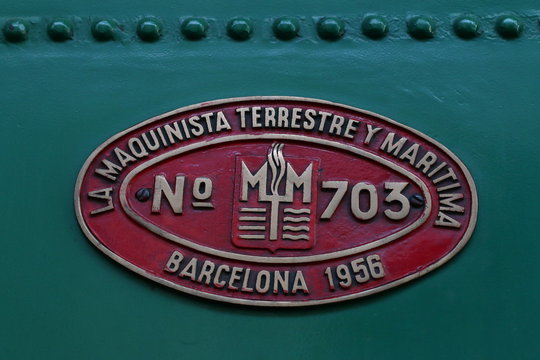 LA MAQUINISTA TERRESTRE Y MARITIMA
Nº MTM 703
BARCELONA 1956